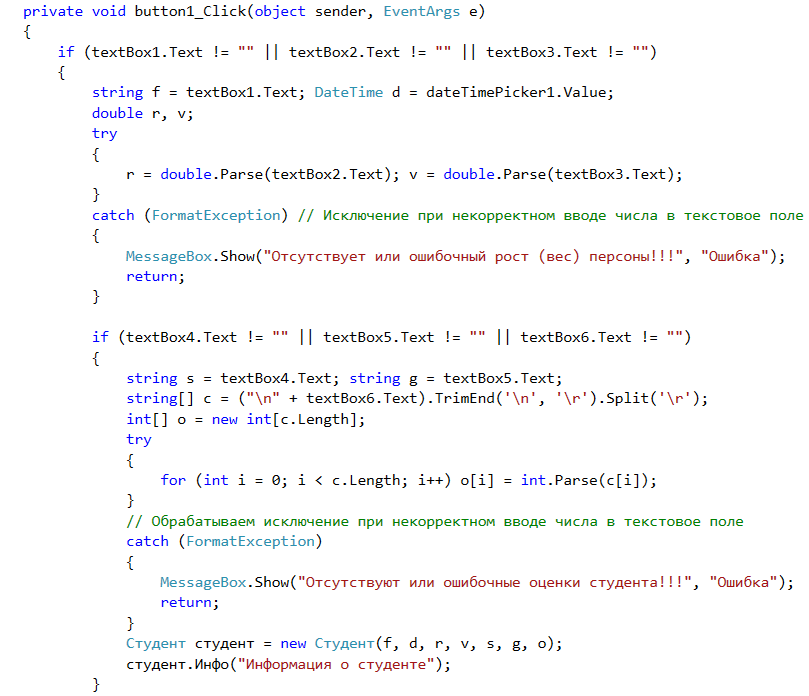 private void button1_Click(object sender, EventArgs e)
{
if (textBox1.Text != "" || textBox2.Text != "" || textBox3.Text != "")
{
string f = textBox1.Text; DateTime d = dateTimePicker1.Value;
double r, v;
try
{
r = double.Parse(textBox2.Text); v = double.Parse(textBox3.Text);
}
catch (FormatException) // Исключение при некорректном вводе числа в текстовое поле
{
MessageBox.Show("Отсутствует или ошибочный рост (вес) персоны!!!", "Ошибка");
return;
}
if (textBox4.Text != "" || textBox5.Text != "" || textBox6.Text != "")
{
string s = textBox4.Text; string g = textBox5.Text;
string[] c = ("\n" + textBox6.Text).TrimEnd('\n', '\r').Split('\r');
int[] o = new int[c.Length];
try
{
for (int i = 0; i < c.Length; i++) o[i] = int.Parse(c[i]);
}
// Обрабатываем исключение при некорректном вводе числа в текстовое поле
catch (FormatException)
{
MessageBox.Show("Отсутствуют или ошибочные оценки студента!!!", "Ошибка");
return;
}
Студент студент = new Студент(f, d, r, v, s, g, o);
студент.Инфо("Информация о студенте");
}